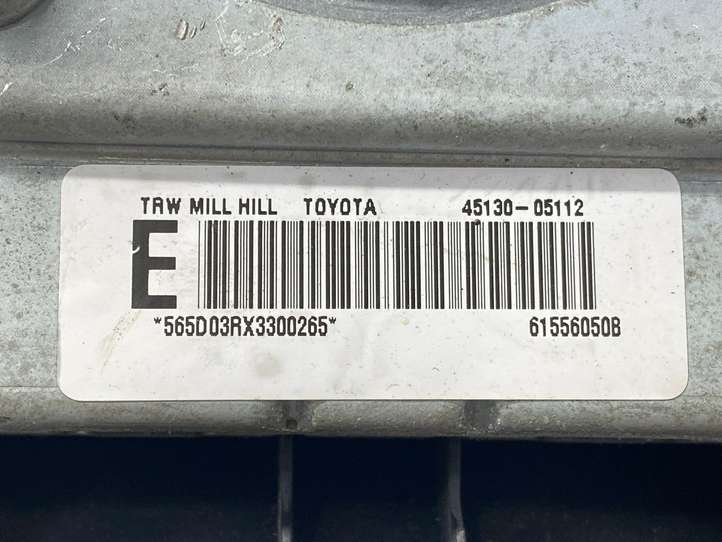 TRW MILL HILL TOYOTA 45130-05112
E
*565D03RX3300265* 61556050B